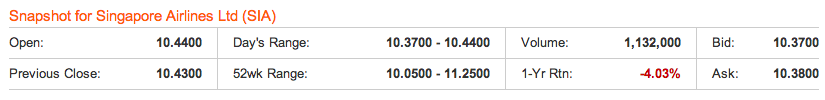 Snapshot for Singapore Airlines Ltd (SIA)
Open: 10.4400 Day's Range: 10.3700 - 10.4400 Volume: 1,132,000 Bid: 10.3700
Previous Close: 10.4300 52wk Range: 10.0500 - 11.2500 1-Yr Rtn: -4.03% Ask: 10.3800